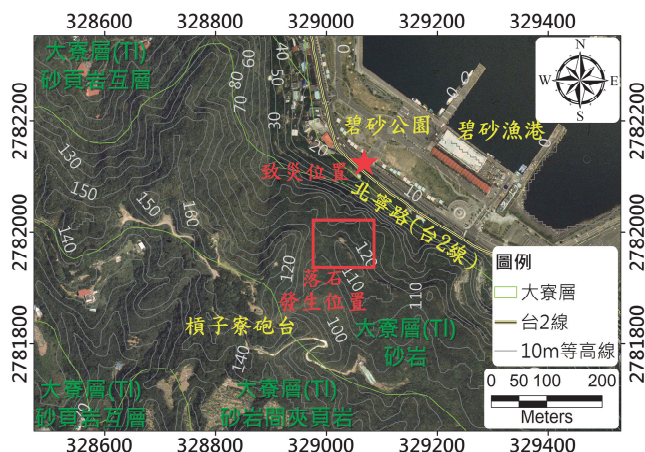 328600 328800 329000 329200 329400
大寮層(Tl)
砂頁岩互層
60
80
70
40
50
30
0
0
0
N
W E
S
2782200
2782200
碧砂公園
碧砂漁港
20
致災位置
10
北寧路(台2線)
130
150
150
160
140
2782000
2782000
120
120
110
落石
發生位置
110
100
圖例
大寮層
台2線
10m等高線
槓子寮砲台
大寮層(Tl)
砂岩
140
2781800
2781800
大寮層(Tl)
砂頁岩互層
大寮層(Tl)
砂岩間夾頁岩
0 50 100 200
Meters
328600 328800 329000 329200 329400